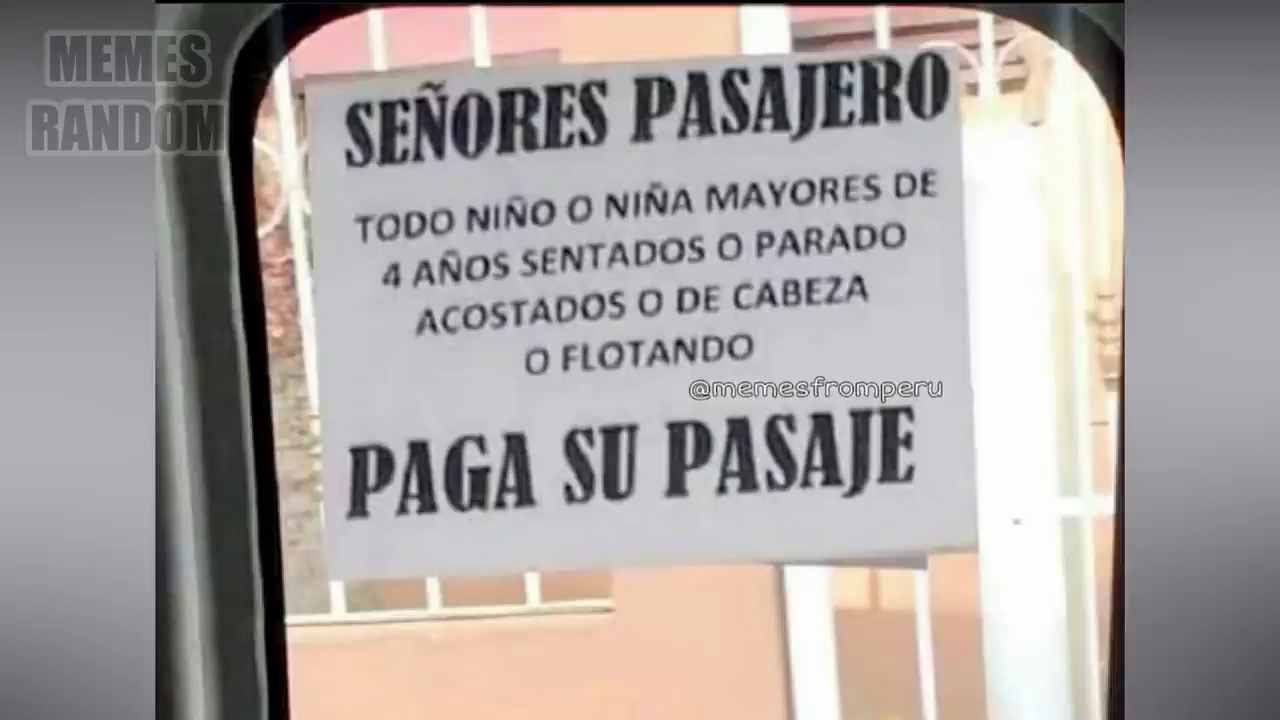 MEMES
RANDOM
SEÑORES PASAJERO
TODO NIÑO O NIÑA MAYORES DE
4 AÑOS SENTADOS O PARADO
ACOSTADOS O DE CABEZA
O FLOTANDO
@memesfromperu
PAGA SU PASAJE